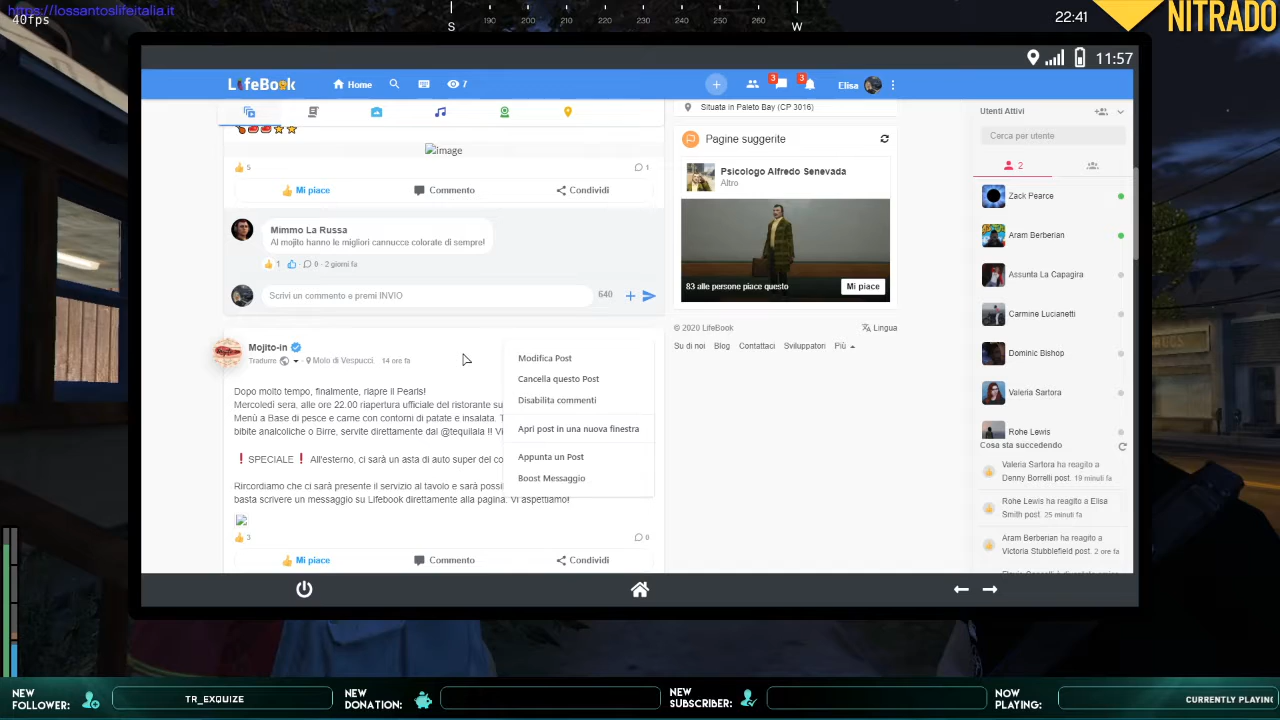 https://lossantoslifeitalia.it
40fps
S 190 200 210 220 230 240 250 260 W
22:41
NITRADO
11:57
LifeBook
Home
7
3
3
Elisa
image
5
1
Mi piace
Commento
Condividi
Mimmo La Russa
Al mojito hanno le migliori cannucce colorate di sempre!
1
0 · 2 giorni fa
Scrivi un commento e premi INVIO
640
Mojito-in
Tradurre
Molo di Vespucci
14 ore fa
Dopo molto tempo, finalmente, riapre il Pearls!
Mercoledì sera, alle ore 22.00 riapertura ufficiale del ristorante su
Menù a Base di pesce e carne con contorni di patate e insalata.
bibite analcoliche o Birre, servite direttamente dal @tequilala !!
❗ SPECIALE ❗ All'esterno, ci sarà un asta di auto super del co
Rircordiamo che ci sarà presente il servizio al tavolo e sarà possi
basta scrivere un messaggio su Lifebook direttamente alla pagina. Vi aspettiamo!
3
0
Mi piace
Commento
Condividi
Modifica Post
Cancella questo Post
Disabilita commenti
Apri post in una nuova finestra
Appunta un Post
Boost Messaggio
Situata in Paleto Bay (CP 3016)
Pagine suggerite
Psicologo Alfredo Senevada
Altro
83 alle persone piace questo
Mi piace
© 2020 LifeBook
Lingua
Su di noi
Blog
Contattaci
Sviluppatori
Più
Utenti Attivi
Cerca per utente
2
Zack Pearce
Aram Berberian
Assunta La Capagira
Carmine Lucianetti
Dominic Bishop
Valeria Sartora
Rohe Lewis
Cosa sta succedendo
Valeria Sartora ha reagito a
Denny Borrelli post. 19 minuti fa
Rohe Lewis ha reagito a Elisa
Smith post. 25 minuti fa
Aram Berberian ha reagito a
Victoria Stubblefield post. 2 ore fa
NEW FOLLOWER:
TR_EXQUIZE
NEW DONATION:
NEW SUBSCRIBER:
NOW PLAYING:
CURRENTLY PLAYING